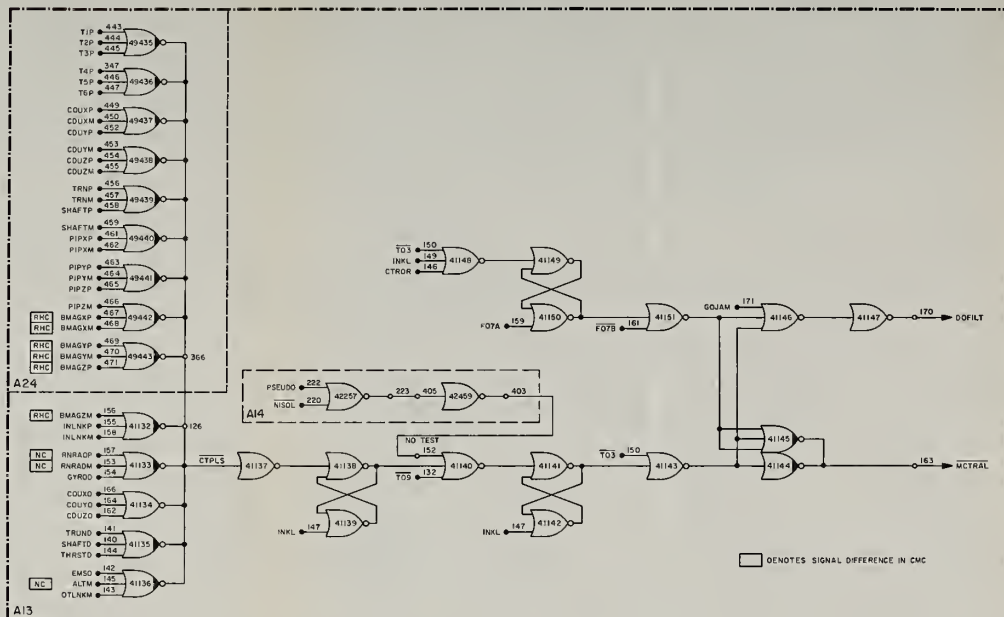 T1P 443
T2P 444
T3P 445
49435
T4P 347
T5P 446
T6P 447
49436
CDUXP 449
CDUXM 450
CDUYP 452
49437
CDUYM 453
CDUZP 454
CDUZM 455
49438
TRNP 456
TRNM 457
SHAFTP 458
49439
SHAFTM 459
PIPXP 461
PIPXM 462
49440
PIPYP 463
PIPYM 464
PIPZP 465
49441
PIPZM 466
RHC BMAGXP 467
RHC BMAGXM 468
49442
RHC BMAGYP 469
RHC BMAGYM 470
RHC BMAGZP 471
49443
366
A24
RHC BMAGZM 156
INLNKP 155
INLNKM 158
41132
126
NC RNRADP 157
NC RNRADM 153
GYROD 154
41133
CDUXD 166
CDUYD 164
CDUZD 162
41134
TRUND 141
SHAFTD 140
THRSTD 144
41135
EMSD 142
NC ALTM 145
OTLNKM 143
41136
A13
T03 150
INKL 149
CTROR 146
41148
41149
F07A 159
41150
F07B 161
41151
GOJAM 171
41146
41147
170
DOFILT
PSEUDO 222
NISQL 220
42257
223
405
42459
403
A14
CTPLS
41137
41138
INKL 147
41139
NO TEST
152
T09 132
41140
41141
INKL 147
41142
T03 150
41143
41145
41144
163
MCTRAL
DENOTES SIGNAL DIFFERENCE IN CMC